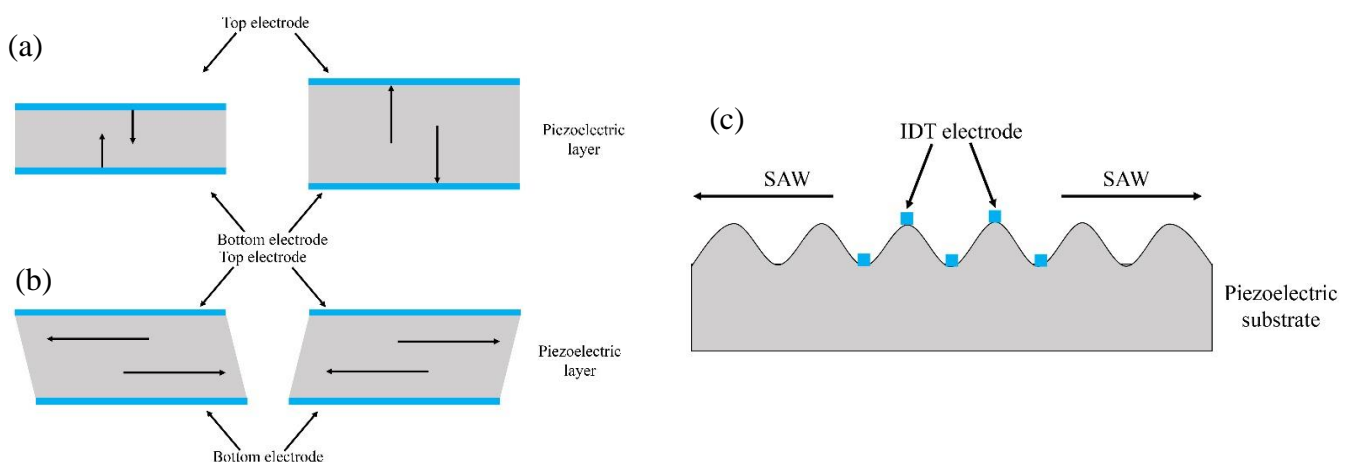 (a)
Top electrode
Piezoelectric
layer
Bottom electrode
Top electrode
(b)
Piezoelectric
layer
Bottom electrode
(c)
IDT electrode
SAW
SAW
Piezoelectric
substrate